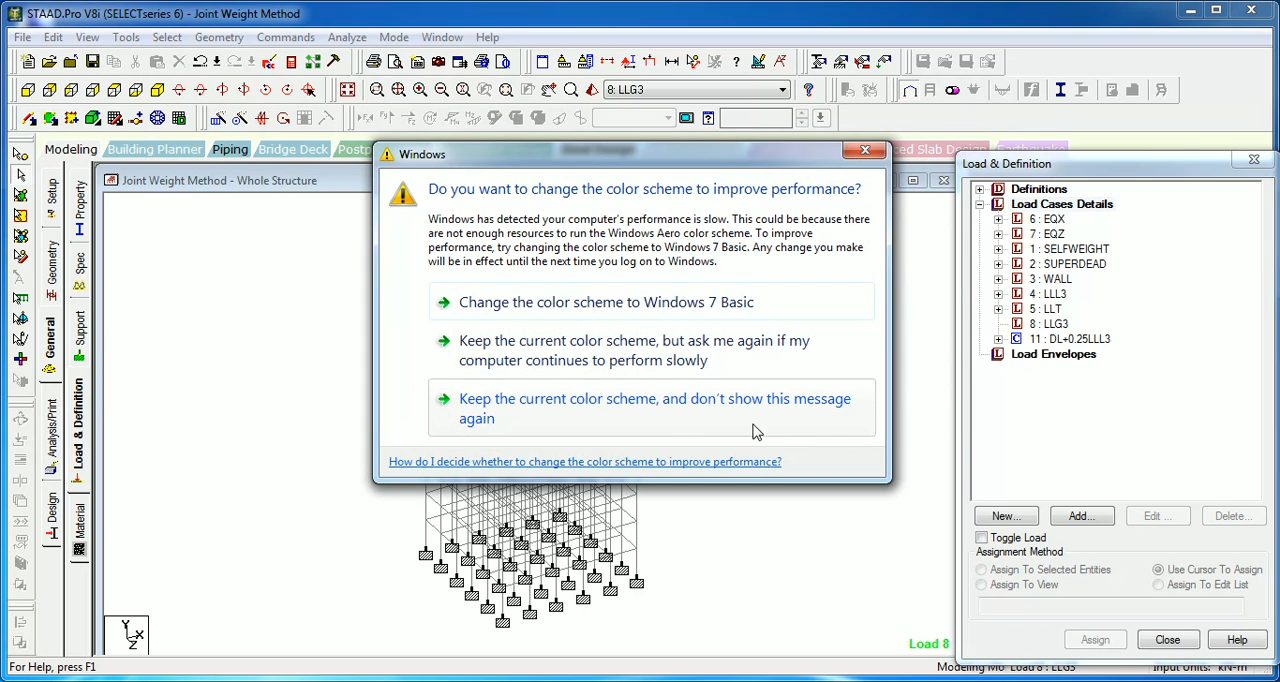 STAAD.Pro V8i (SELECTseries 6) - Joint Weight Method
File Edit View Tools Select Geometry Commands Analyze Mode Window Help
8: LLG3
Modeling Building Planner Piping Bridge Deck
Joint Weight Method - Whole Structure
Setup
Geometry
General
Analysis/Print
Design
Property
Spec
Support
Load & Definition
Material
Windows
Do you want to change the color scheme to improve performance?
Windows has detected your computer's performance is slow. This could be because there
are not enough resources to run the Windows Aero color scheme. To improve
performance, try changing the color scheme to Windows 7 Basic. Any change you make
will be in effect until the next time you log on to Windows.
Change the color scheme to Windows 7 Basic
Keep the current color scheme, but ask me again if my
computer continues to perform slowly
Keep the current color scheme, and don't show this message
again
How do I decide whether to change the color scheme to improve performance?
Y
X
Z
Load 8
Load & Definition
Definitions
Load Cases Details
6 : EQX
7 : EQZ
1 : SELFWEIGHT
2 : SUPERDEAD
3 : WALL
4 : LLL3
5 : LLT
8 : LLG3
11 : DL+0.25LLL3
Load Envelopes
New... Add... Edit ... Delete...
Toggle Load
Assignment Method
Assign To Selected Entities Use Cursor To Assign
Assign To View Assign To Edit List
Assign Close Help
For Help, press F1 Modeling Mo Load 8 : LLG3 Input Units: kN-m